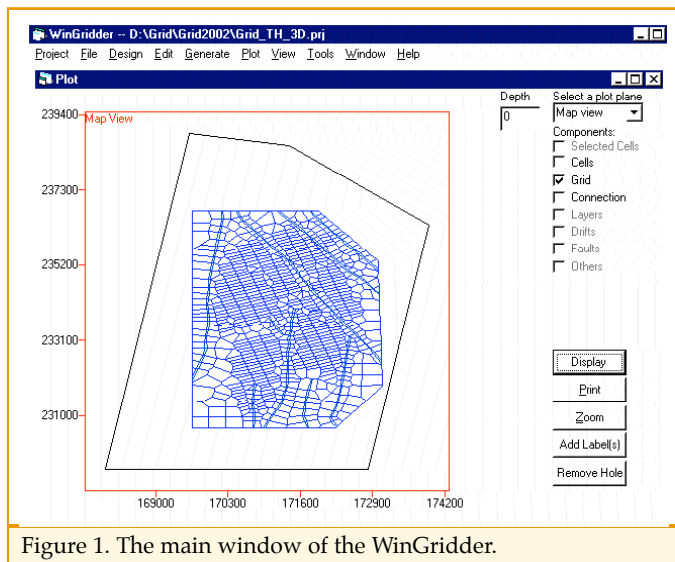 WinGridder -- D:\Grid\Grid2002\Grid_TH_3D.prj
Project File Design Edit Generate Plot View Tools Window Help
Plot
Depth
0
Select a plot plane
Map view
Components:
Selected Cells
Cells
Grid
Connection
Layers
Drifts
Faults
Others
Display
Print
Zoom
Add Label(s)
Remove Hole
Map View
239400
237300
235200
233100
231000
169000 170300 171600 172900 174200
Figure 1. The main window of the WinGridder.